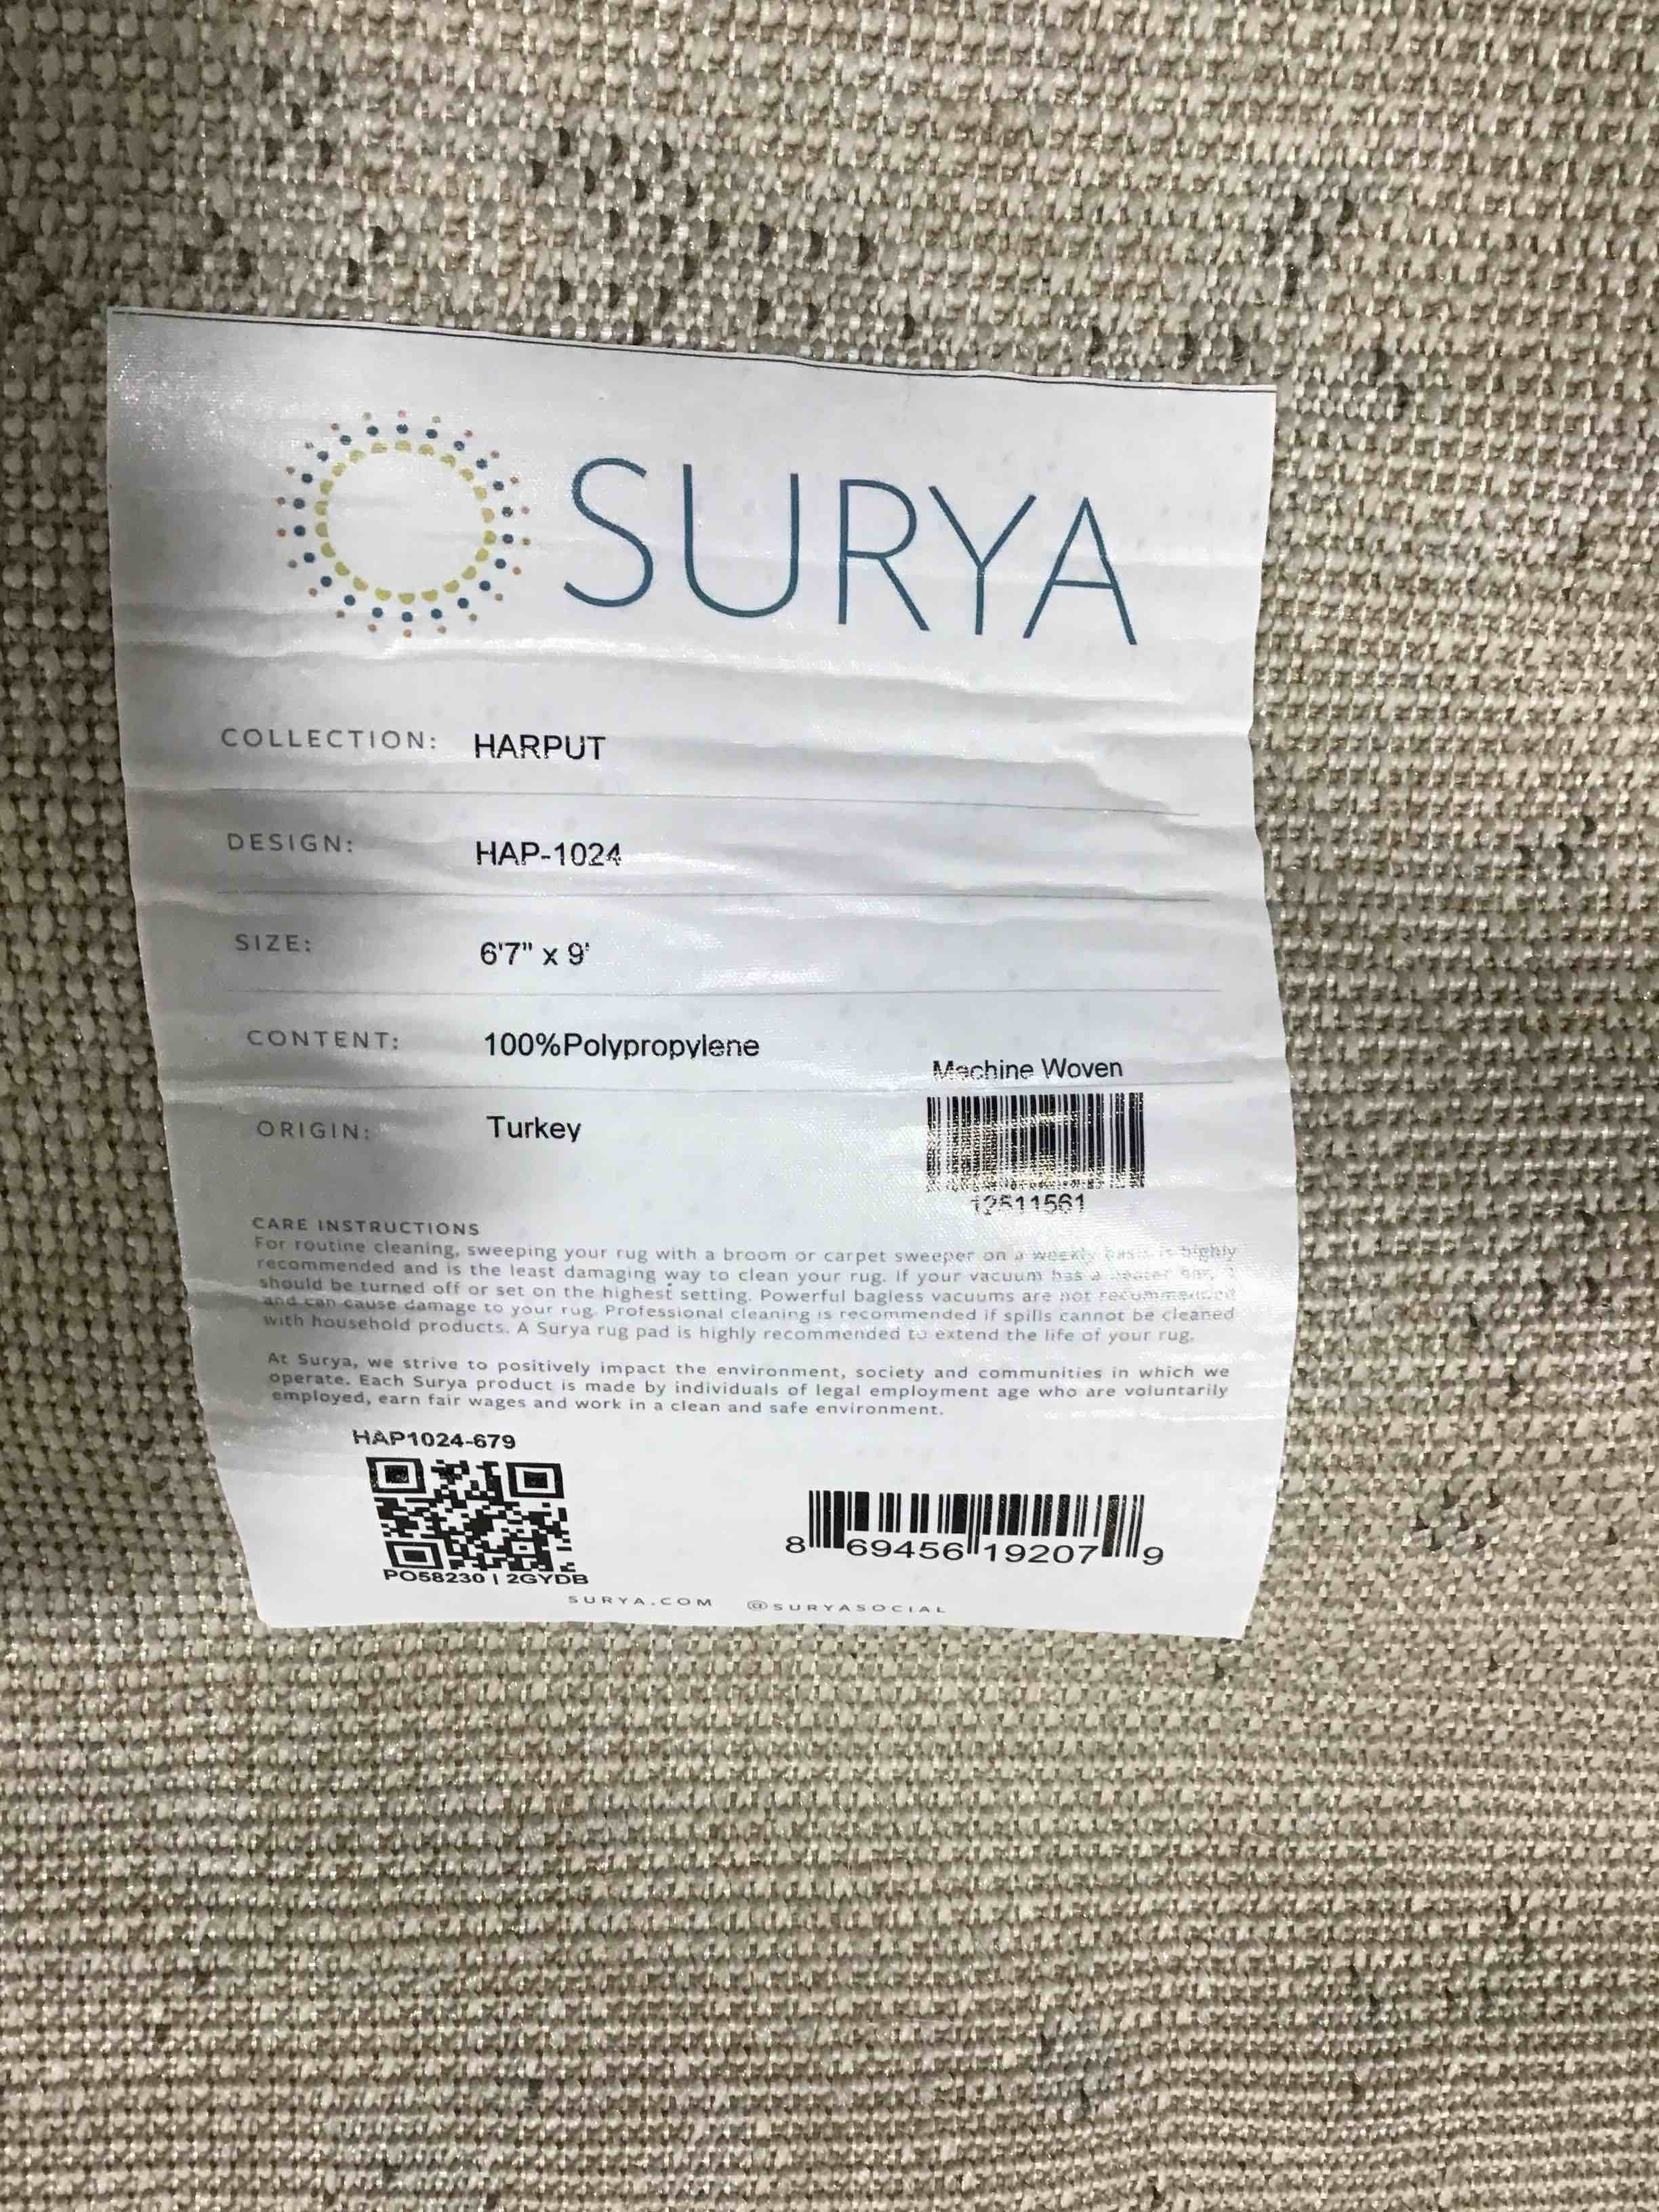 SURYA
COLLECTION: HARPUT
DESIGN: HAP-1024
SIZE: 6'7" x 9'
CONTENT: 100%Polypropylene
Machine Woven
ORIGIN: Turkey
12511561
CARE INSTRUCTIONS
For routine cleaning, sweeping your rug with a broom or carpet sweeper on a weekly basis is highly
recommended and is the least damaging way to clean your rug. If your vacuum has a beater bar,
should be turned off or set on the highest setting. Powerful bagless vacuums are not recommended
and can cause damage to your rug. Professional cleaning is recommended if spills cannot be cleaned
with household products. A Surya rug pad is highly recommended to extend the life of your rug.
At Surya, we strive to positively impact the environment, society and communities in which we
operate. Each Surya product is made by individuals of legal employment age who are voluntarily
employed, earn fair wages and work in a clean and safe environment.
HAP1024-679
PO58230 | 2GYDB
8 69456 19207 9
SURYA.COM @SURYASOCIAL